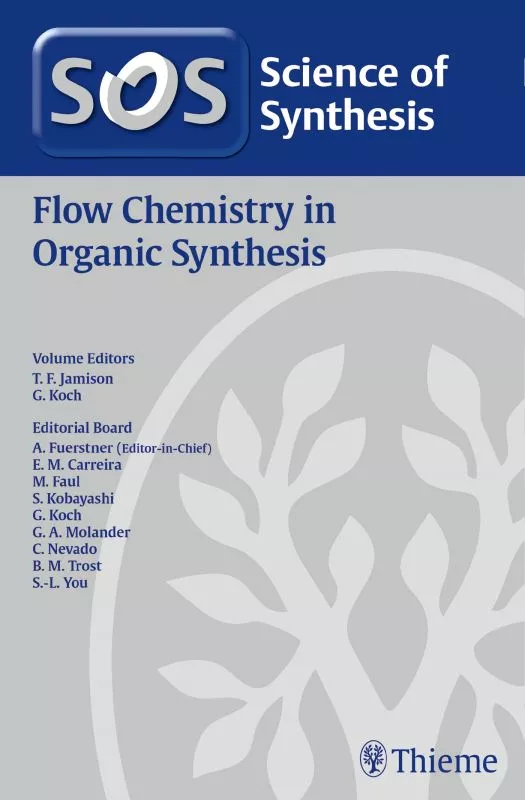 SOS
Science of
Synthesis
Flow Chemistry in
Organic Synthesis
Volume Editors
T. F. Jamison
G. Koch
Editorial Board
A. Fuerstner (Editor-in-Chief)
E. M. Carreira
M. Faul
S. Kobayashi
G. Koch
G. A. Molander
C. Nevado
B. M. Trost
S.-L. You
Thieme